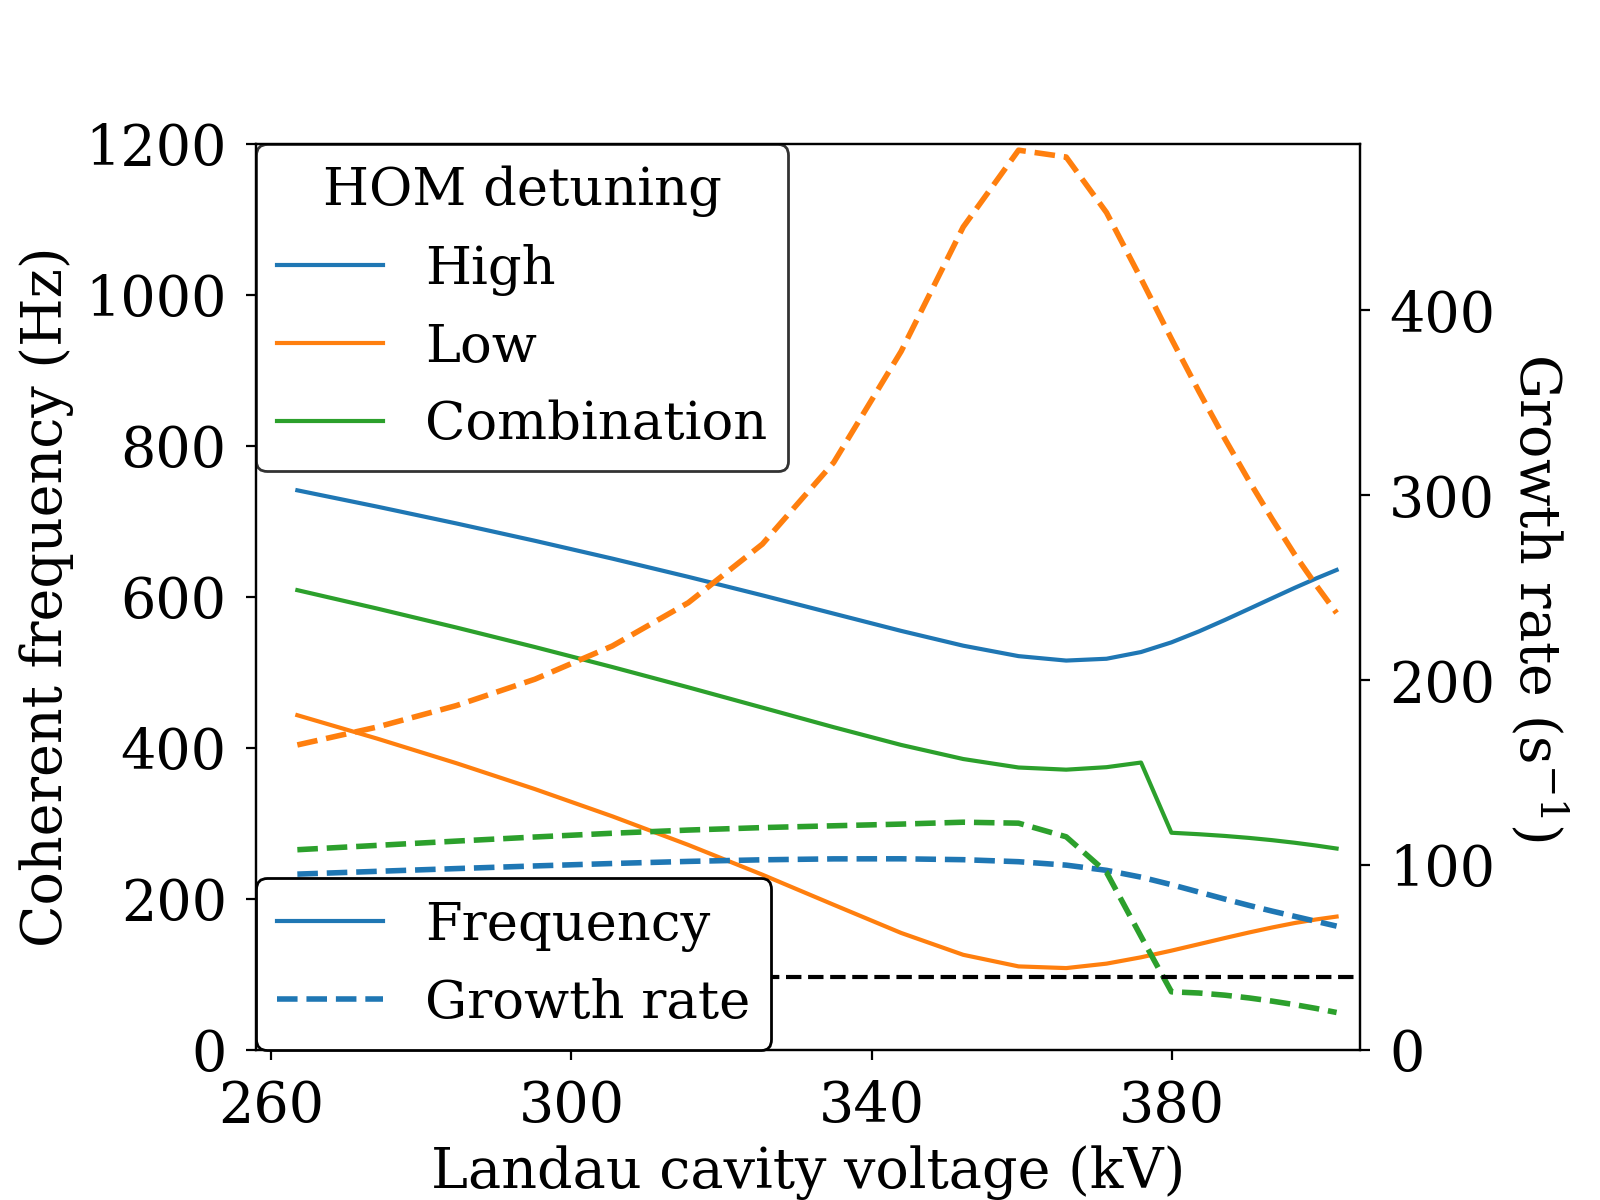 HOM detuning
High
Low
Combination
Frequency
Growth rate
Coherent frequency (Hz)
1200
1000
800
600
400
200
0
260
300
340
380
Landau cavity voltage (kV)
400
300
200
100
0
Growth rate (s⁻¹)